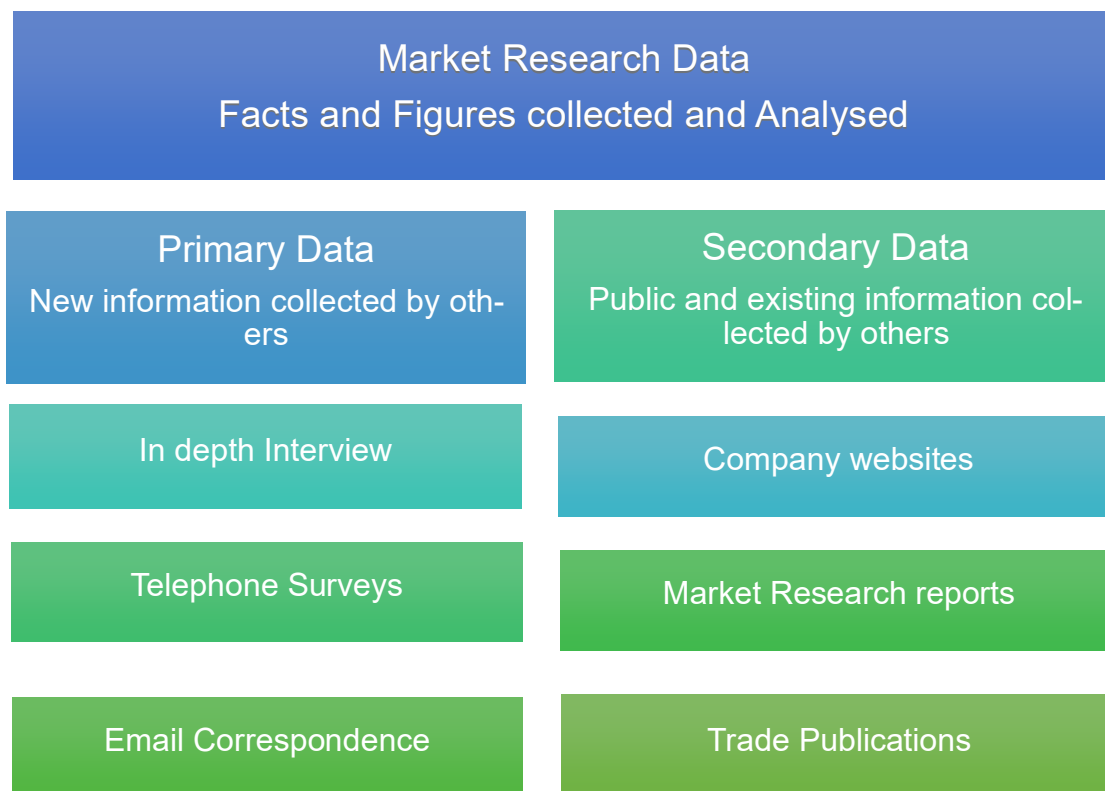 Market Research Data
Facts and Figures collected and Analysed
Primary Data
New information collected by oth-
ers
Secondary Data
Public and existing information col-
lected by others
In depth Interview
Company websites
Telephone Surveys
Market Research reports
Email Correspondence
Trade Publications